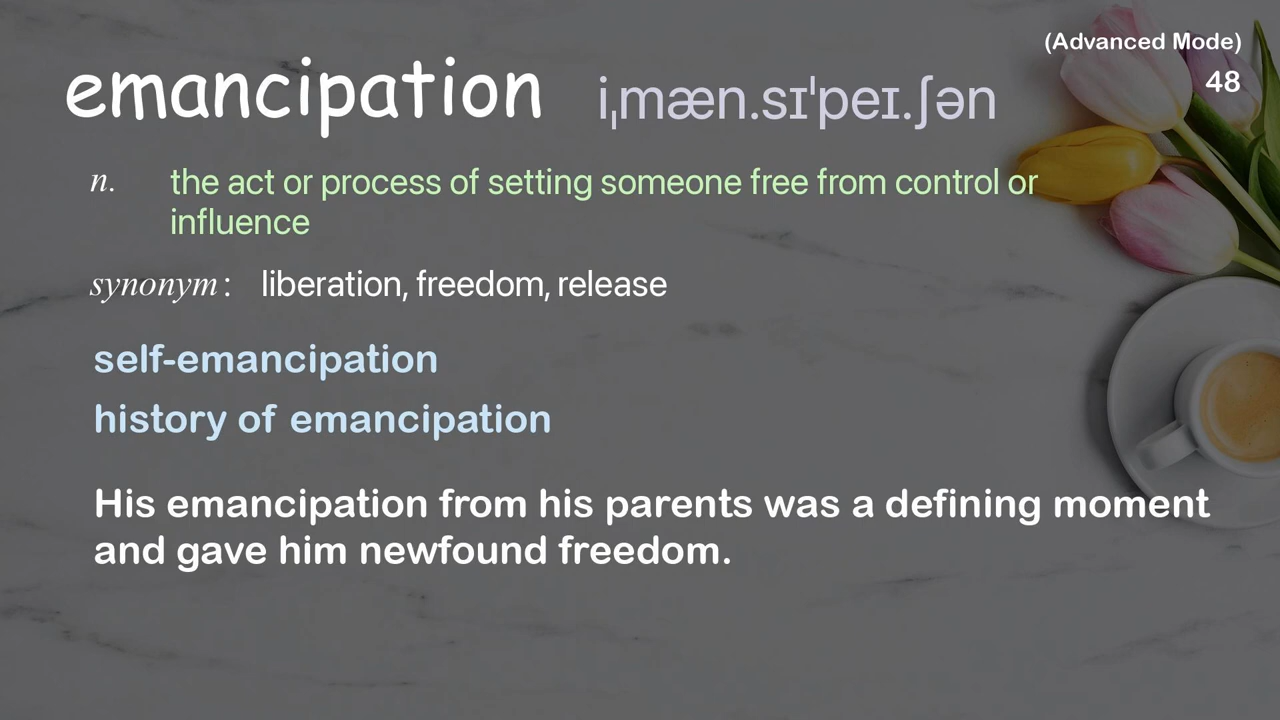 (Advanced Mode)
48
emancipation i,mæn.sɪˈpeɪ.ʃən
n. the act or process of setting someone free from control or
influence
synonym : liberation, freedom, release
self-emancipation
history of emancipation
His emancipation from his parents was a defining moment
and gave him newfound freedom.